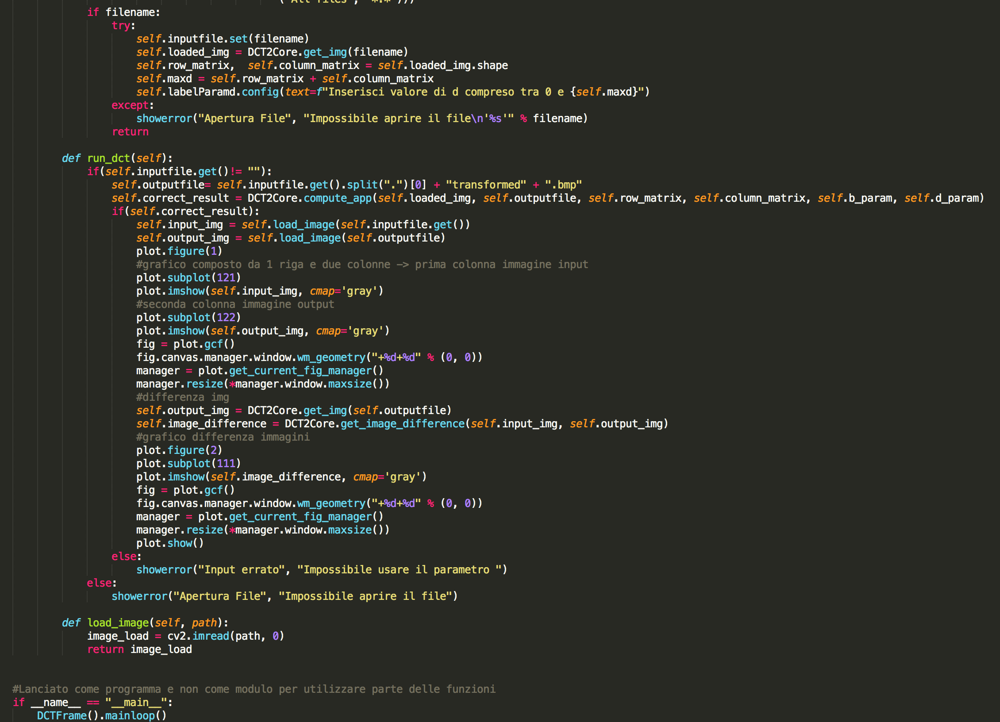 ("All files", "*.*")))
if filename:
try:
self.inputfile.set(filename)
self.loaded_img = DCT2Core.get_img(filename)
self.row_matrix,  self.column_matrix = self.loaded_img.shape
self.maxd = self.row_matrix + self.column_matrix
self.labelParamd.config(text=f"Inserisci valore di d compreso tra 0 e {self.maxd}")
except:
showerror("Apertura File", "Impossibile aprire il file\n'%s'" % filename)
return
def run_dct(self):
if(self.inputfile.get()!= ""):
self.outputfile= self.inputfile.get().split(".")[0] + "transformed" + ".bmp"
self.correct_result = DCT2Core.compute_app(self.loaded_img, self.outputfile, self.row_matrix, self.column_matrix, self.b_param, self.d_param)
if(self.correct_result):
self.input_img = self.load_image(self.inputfile.get())
self.output_img = self.load_image(self.outputfile)
plot.figure(1)
#grafico composto da 1 riga e due colonne -> prima colonna immagine input
plot.subplot(121)
plot.imshow(self.input_img, cmap='gray')
#seconda colonna immagine output
plot.subplot(122)
plot.imshow(self.output_img, cmap='gray')
fig = plot.gcf()
fig.canvas.manager.window.wm_geometry("+%d+%d" % (0, 0))
manager = plot.get_current_fig_manager()
manager.resize(*manager.window.maxsize())
#differenza img
self.output_img = DCT2Core.get_img(self.outputfile)
self.image_difference = DCT2Core.get_image_difference(self.input_img, self.output_img)
#grafico differenza immagini
plot.figure(2)
plot.subplot(111)
plot.imshow(self.image_difference, cmap='gray')
fig = plot.gcf()
fig.canvas.manager.window.wm_geometry("+%d+%d" % (0, 0))
manager = plot.get_current_fig_manager()
manager.resize(*manager.window.maxsize())
plot.show()
else:
showerror("Input errato", "Impossibile usare il parametro ")
else:
showerror("Apertura File", "Impossibile aprire il file")
def load_image(self, path):
image_load = cv2.imread(path, 0)
return image_load
#Lanciato come programma e non come modulo per utilizzare parte delle funzioni
if __name__ == "__main__":
DCTFrame().mainloop()